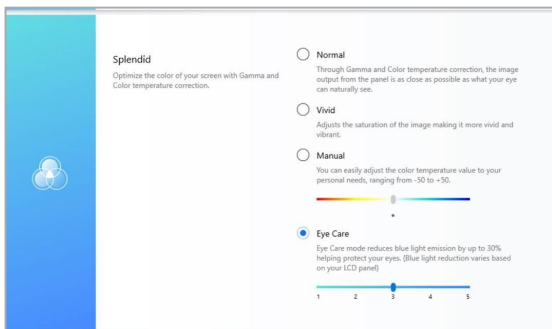 Splendid
Optimize the color of your screen with Gamma and
Color temperature correction.
Normal
Through Gamma and Color temperature correction, the image
output from the panel is as close as possible as what your eye
can naturally see.
Vivid
Adjusts the saturation of the image making it more vivid and
vibrant.
Manual
You can easily adjust the color temperature value to your
personal needs, ranging from -50 to +50.
Eye Care
Eye Care mode reduces blue light emission by up to 30%
helping protect your eyes. (Blue light reduction varies based
on your LCD panel)
1 2 3 4 5